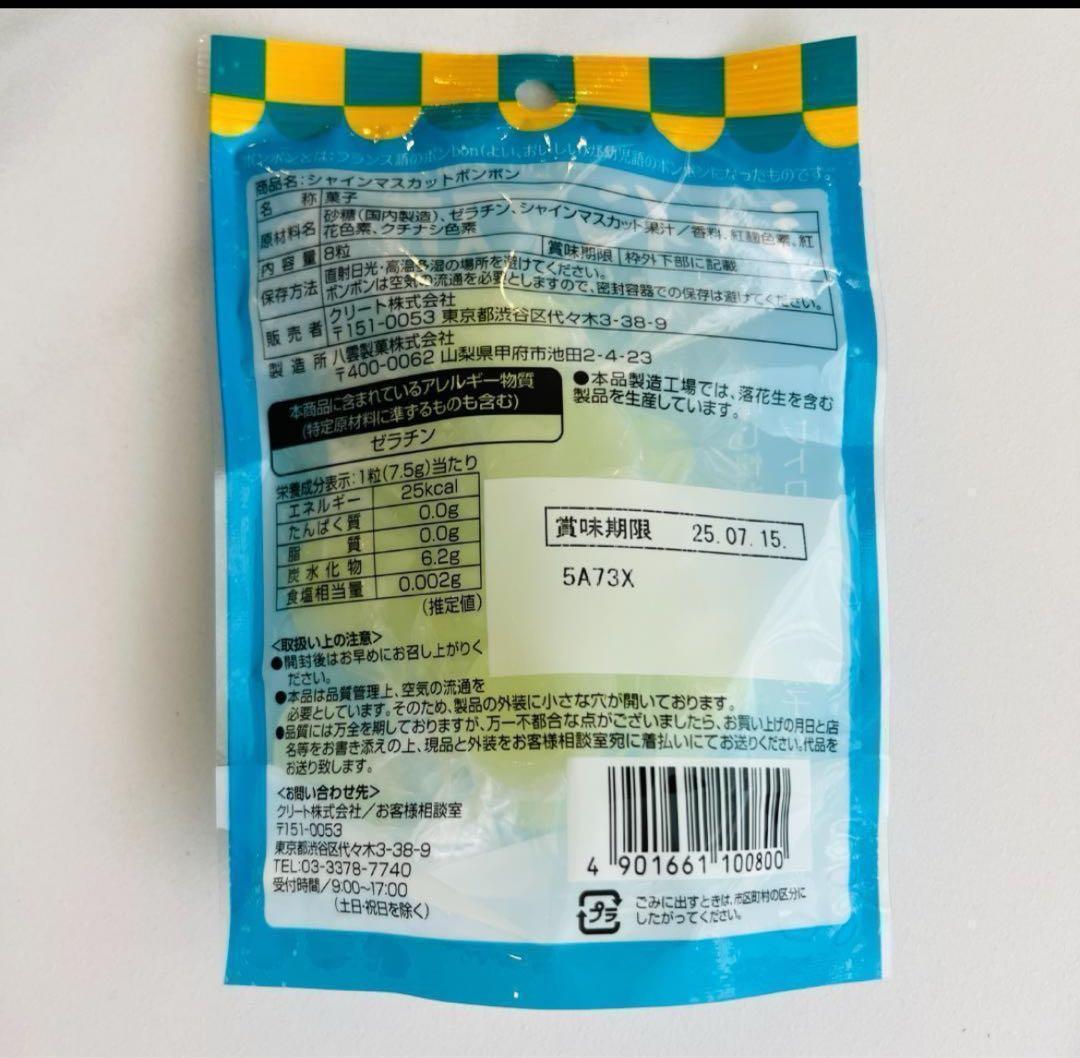 ボンボンとは:フランス語のボンbon(よい、おいしい)が幼児語のボンボンになったものです。
商品名:シャインマスカットボンボン
名 称 菓子
原材料名 砂糖(国内製造)、ゼラチン、シャインマスカット果汁/香料、紅麹色素、紅
花色素、クチナシ色素
内容量 8粒 賞味期限 枠外下部に記載
保存方法 直射日光・高温多湿の場所を避けてください。
ボンボンは空気の流通を必要としますので、密封容器での保存は避けてください。
販売者 クリート株式会社
〒151-0053 東京都渋谷区代々木3-38-9
製造所 八雲製菓株式会社
〒400-0062 山梨県甲府市池田2-4-23
本商品に含まれているアレルギー物質
(特定原材料に準ずるものも含む)
ゼラチン
●本品製造工場では、落花生を含む
製品を生産しています。
栄養成分表示:1粒(7.5g)当たり
エネルギー 25kcal
たんぱく質 0.0g
脂 質 0.0g
炭水化物 6.2g
食塩相当量 0.002g
(推定値)
賞味期限 25.07.15.
5A73X
<取扱い上の注意>
●開封後はお早めにお召し上がりく
ださい。
●本品は品質管理上、空気の流通を
必要としています。そのため、製品の外装に小さな穴が開いております。
●品質には万全を期しておりますが、万一不都合な点がございましたら、お買い上げの月日と店
名等をお書き添えの上、現品と外装をお客様相談室宛に着払いにてお送りください。代品を
お送り致します。
<お問い合わせ先>
クリート株式会社/お客様相談室
〒151-0053
東京都渋谷区代々木3-38-9
TEL:03-3378-7740
受付時間/9:00~17:00
(土日・祝日を除く)
4 901661 100800
プラ
ごみに出すときは、市区町村の区分に
したがってください。